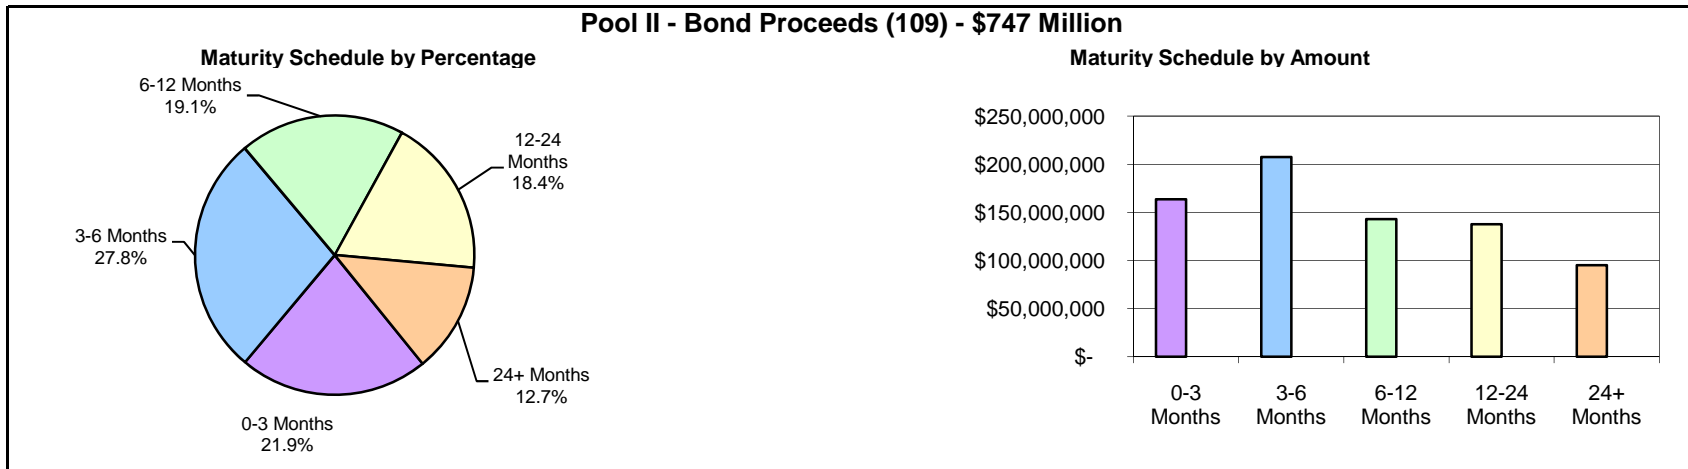 Pool II - Bond Proceeds (109) - $747 Million
Maturity Schedule by Percentage
6-12 Months
19.1%
12-24
Months
18.4%
3-6 Months
27.8%
24+ Months
12.7%
0-3 Months
21.9%
Maturity Schedule by Amount
$250,000,000
$200,000,000
$150,000,000
$100,000,000
$50,000,000
$-
0-3
Months
3-6
Months
6-12
Months
12-24
Months
24+
Months